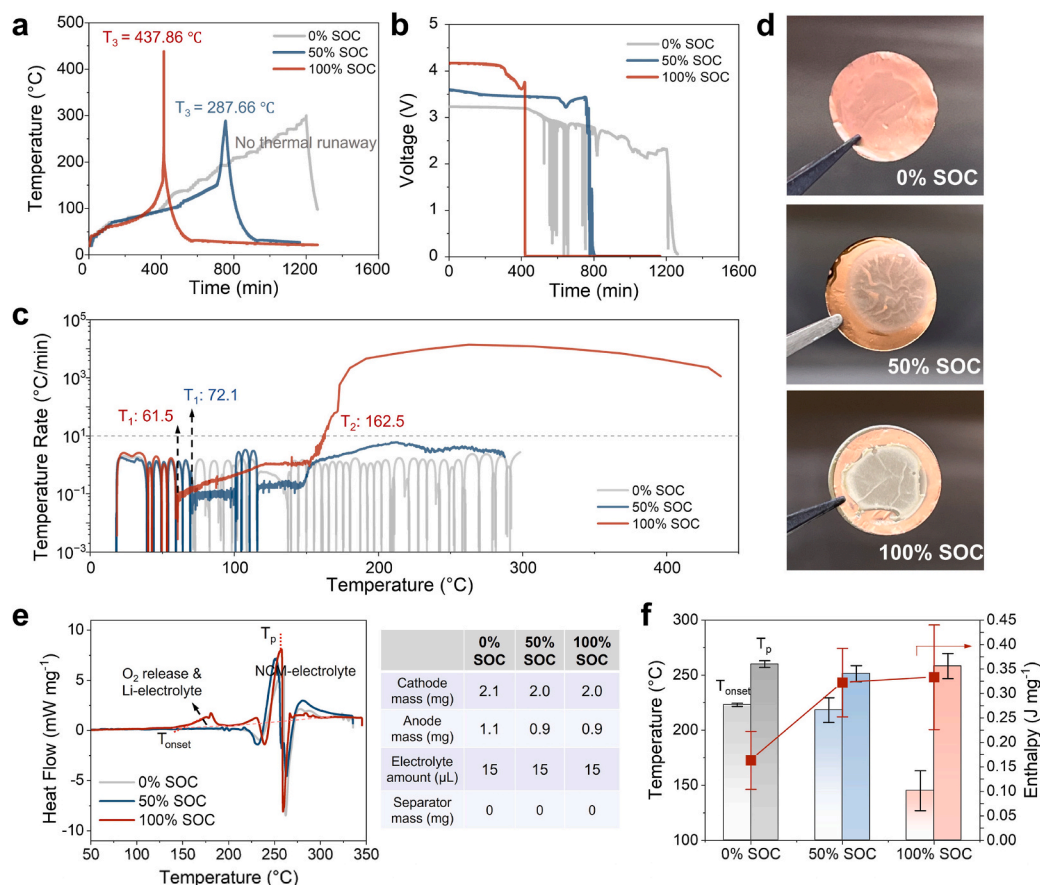 a
T₃ = 437.86 ℃
0% SOC
50% SOC
100% SOC
T₃ = 287.66 ℃
No thermal runaway
Temperature (°C)
500
400
300
200
100
0
0 400 800 1200 1600
Time (min)
b
0% SOC
50% SOC
100% SOC
Voltage (V)
5
4
3
2
1
0
0 300 600 900 1200 1500
Time (min)
d
0% SOC
50% SOC
100% SOC
c
T₁: 61.5
T₁: 72.1
T₂: 162.5
0% SOC
50% SOC
100% SOC
Temperature Rate (°C/min)
10⁵
10³
10¹
10⁻¹
10⁻³
0 100 200 300 400
Temperature (°C)
e
Tₚ
O₂ release &
Li-electrolyte
NCM-electrolyte
Tonset
0% SOC
50% SOC
100% SOC
Heat Flow (mW mg⁻¹)
10
5
0
-5
-10
50 100 150 200 250 300 350
Temperature (°C)
0% 50% 100%
SOC SOC SOC
Cathode
mass (mg) 2.1 2.0 2.0
Anode
mass (mg) 1.1 0.9 0.9
Electrolyte
amount (μL) 15 15 15
Separator
mass (mg) 0 0 0
f
Tonset
Tₚ
Temperature (°C)
300
250
200
150
100
0% SOC 50% SOC 100% SOC
0.45
0.40
0.35
0.30
0.25
0.20
0.15
0.10
0.05
0.00
Enthalpy (J mg⁻¹)